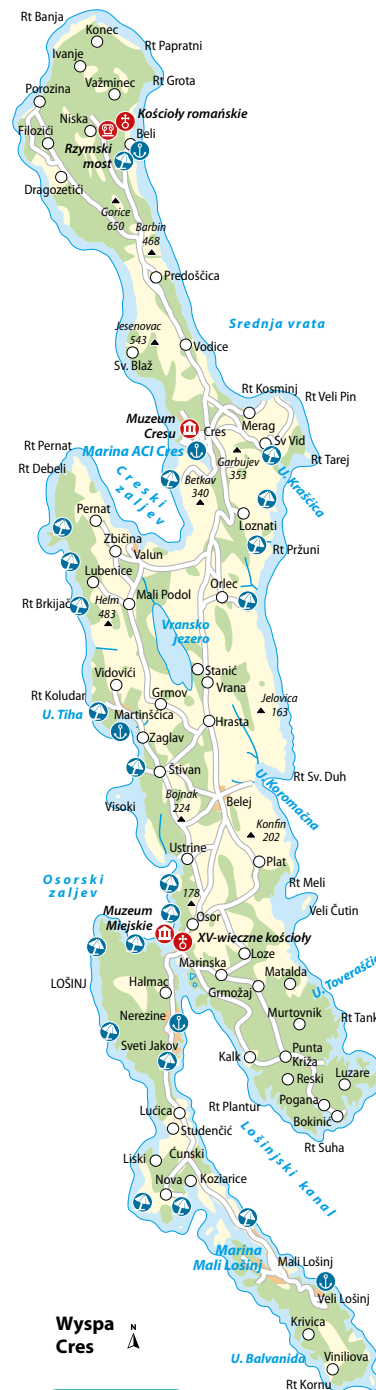 Rt Banja
Konec
Rt Papratni
Ivanje
Važminec
Rt Grota
Porozina
Kościoły romańskie
Niska
Filozići
Beli
Rzymski
most
Dragozetići
Gorice
650
Barbin
468
Predošćica
Srednja vrata
Jesenovac
543
Vodice
Sv. Blaž
Rt Kosminj
Rt Veli Pin
Muzeum
Cresu
Cres
Merag
Sv Vid
Rt Pernat
Marina ACI Cres
Rt Tarej
Rt Debeli
Garbujev
353
Creski
zaljev
Betkav
340
U. Krašćica
Pernat
Loznati
Zbičina
Valun
Rt Pržuni
Lubenice
Orlec
Rt Brkijač
Mali Podol
Helm
483
Vransko
jezero
Stanić
Vidovići
Vrana
Rt Koludar
Grmov
Jelovica
163
U. Tiha
Martinšćica
Hrasta
Zaglav
Štivan
Rt Sv. Duh
U. Koromačna
Visoki
Bojnak
224
Belej
Konfin
202
Ustrine
Plat
Osorski
zaljev
Rt Meli
178
Veli Čutin
Muzeum
Miejskie
Osor
XV-wieczne kościoły
Loze
Marinska
Matalda
U. Toverašćica
LOŠINJ
Halmac
Grmožaj
Murtovnik
Rt Tank
Nerezine
Sveti Jakov
Kalk
Punta
Križa
Reski
Luzare
Pogana
Lućica
Rt Plantur
Bokinić
Studenčić
Rt Suha
Lošinjski kanal
Ćunski
Liski
Koziarice
Nova
Marina
Mali Lošinj
Mali Lošinj
Veli Lošinj
Wyspa
Cres
N
Krivica
U. Balvanida
Viniliova
Rt Kornu